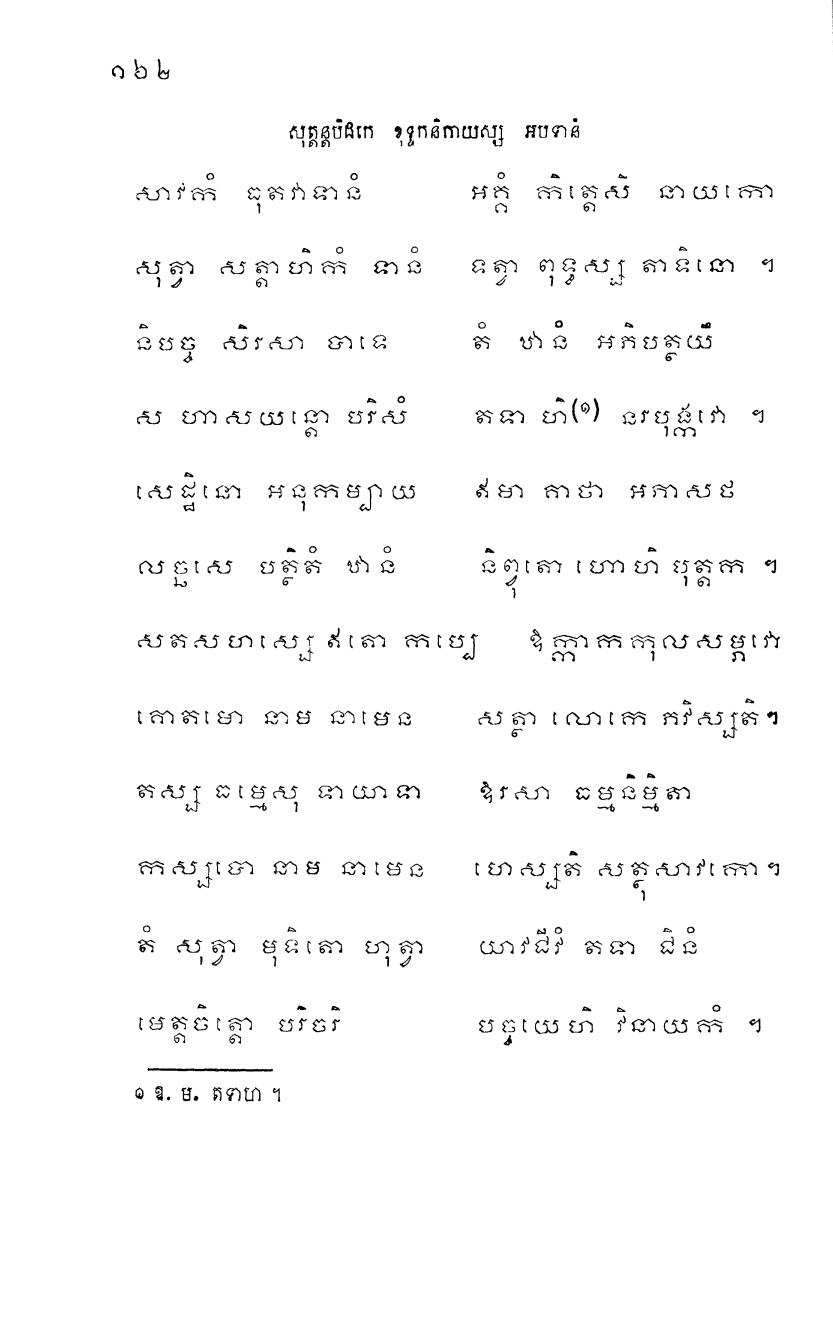 ១៦២
សុត្តន្តបិដកេ ខុទ្ទកនិកាយស្ស អបទានំ
សាវកំ ធុតវាទានំ អគ្គំ កិត្តេសិ នាយកោ
សុត្វា សត្តាហិកំ ទានំ ទត្វា ពុទ្ធស្ស តាទិនោ ។
និបច្ច សិរសា បាទេ តំ ឋានំ អភិបត្ថយឹ
ស ហាសយន្តោ បរិសំ តទា ហិ(១) នរបុង្គវោ ។
សេដ្ឋិនោ អនុកម្បាយ ឥមា គាថា អភាសថ
លច្ឆសេ បត្ថិតំ ឋានំ និព្វុតោ ហោហិ បុត្តក ។
សតសហស្សេ ឥតោ កប្បេ ឱក្កាកកុលសម្ភវោ
គោតមោ នាម នាមេន សត្ថា លោកេ ភវិស្សតិ។
តស្ស ធម្មេសុ ទាយាទា ឱរសា ធម្មនិម្មិតា
កស្សបោ នាម នាមេន ហេស្សតិ សត្ថុសាវកោ។
តំ សុត្វា មុទិតោ ហុត្វា យាវជីវំ តទា ជិនំ
មេត្តចិត្តោ បរិចរិ បច្ចយេហិ វិនាយកំ ។
១ ឱ. ម. តទាហ ។